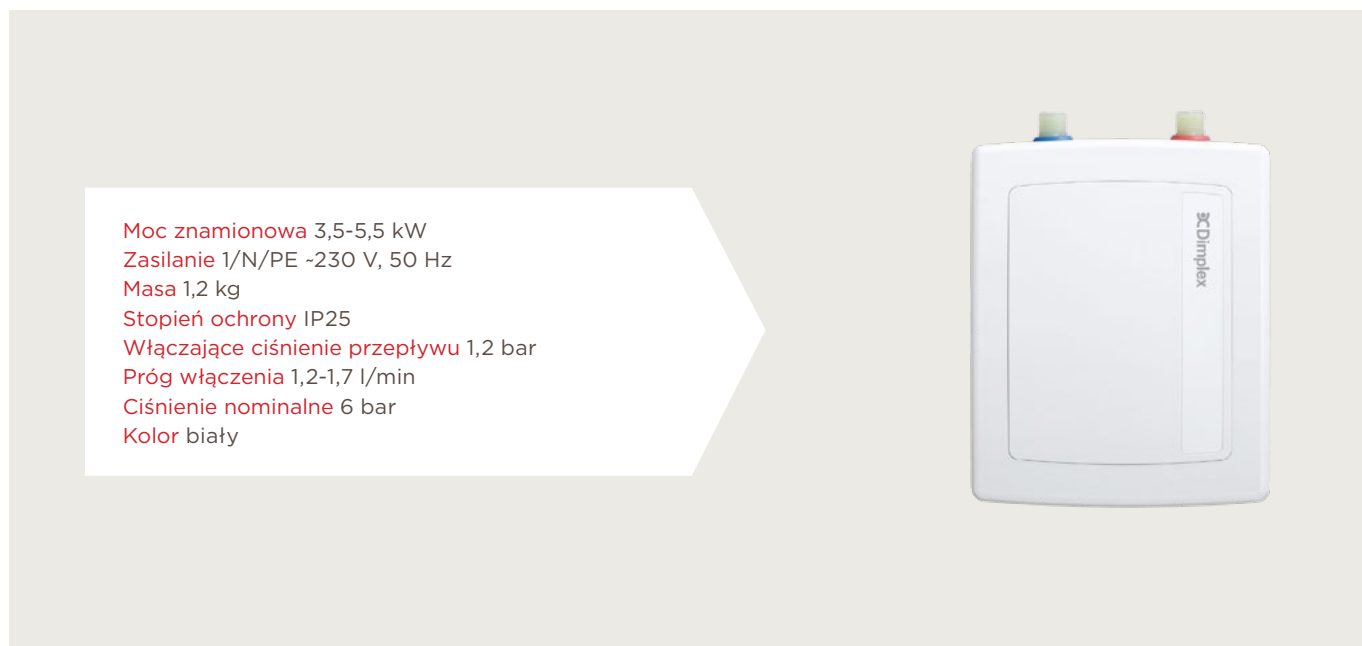 Moc znamionowa 3,5-5,5 kW
Zasilanie 1/N/PE ~230 V, 50 Hz
Masa 1,2 kg
Stopień ochrony IP25
Włączające ciśnienie przepływu 1,2 bar
Próg włączenia 1,2-1,7 l/min
Ciśnienie nominalne 6 bar
Kolor biały
Dimplex